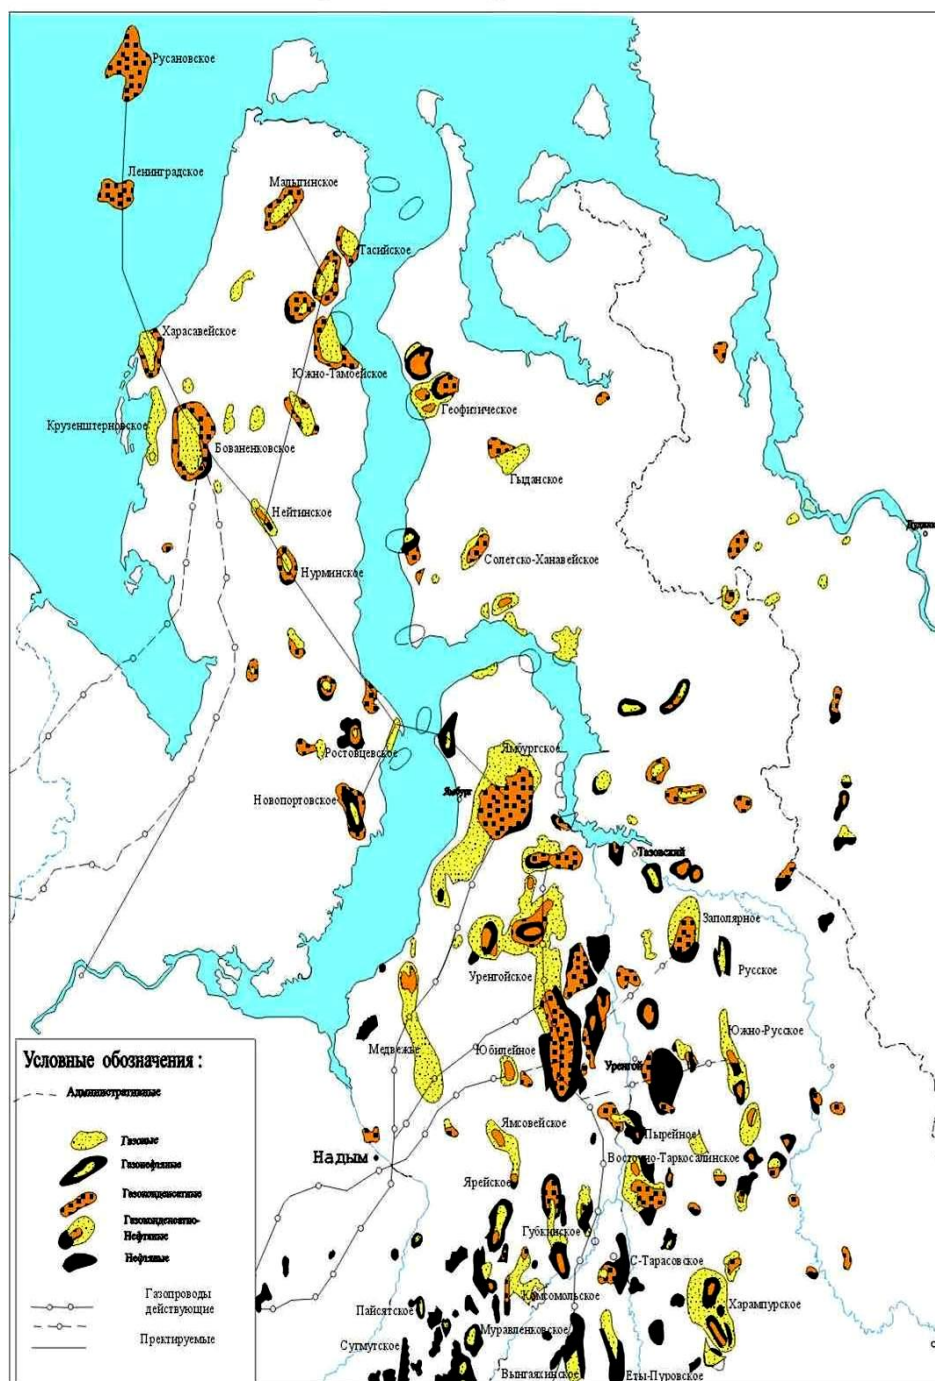 Русановское
Ленинградское
Малыгинское
Тасийское
Харасавейское
Южно-Тамбейское
Крузенштерновское
Геофизическое
Бованенковское
Гыданское
Нейтинское
Солетско-Ханавейское
Нурминское
Ростовцевское
Ямбургское
Новопортовское
Ямбург
Тазовский
Заполярное
Уренгойское
Русское
Медвежье
Юбилейное
Южно-Русское
Уренгой
Ямсовейское
Пырейное
Надым
Восточно-Таркосалинское
Ярейское
Губкинское
С-Тарасовское
Комсомольское
Харампурское
Пайсятское
Муравленковское
Сугмутское
Вынгаяхинское
Еты-Пуровское
Условные обозначения :
Административные
Газовые
Газонефтяные
Газоконденсатные
Газоконденсатно-
Нефтяные
Нефтяные
Газопроводы
действующие
Пректируемые